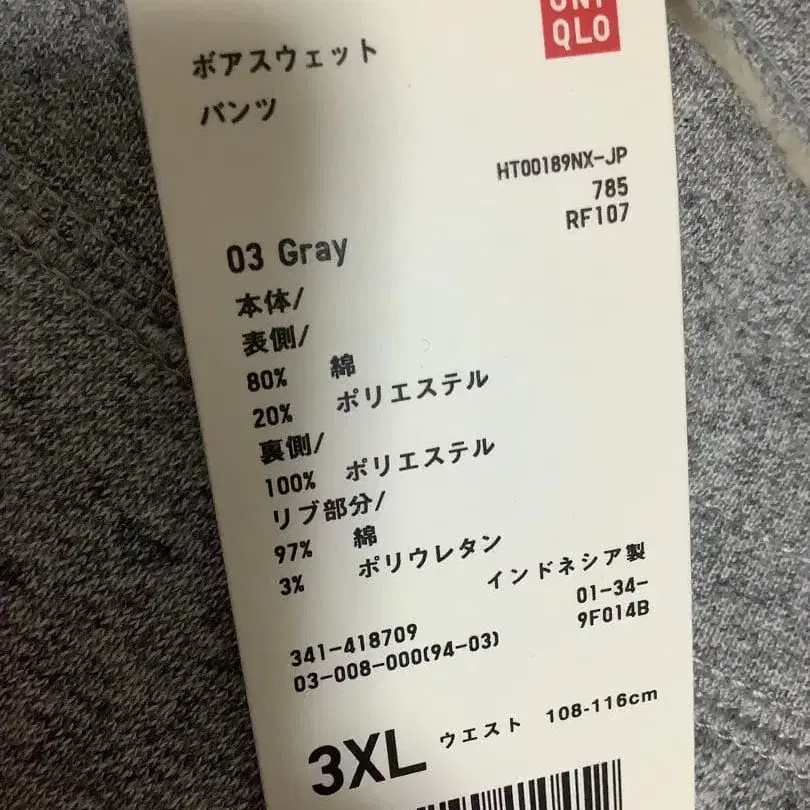 UNI
QLO
ボアスウェット
パンツ
HT00189NX-JP
785
RF107
03 Gray
本体/
表側/
80% 綿
20% ポリエステル
裏側/
100% ポリエステル
リブ部分/
97% 綿
3% ポリウレタン
インドネシア製
341-418709 01-34-
03-008-000(94-03) 9F014B
3XL ウエスト 108-116cm